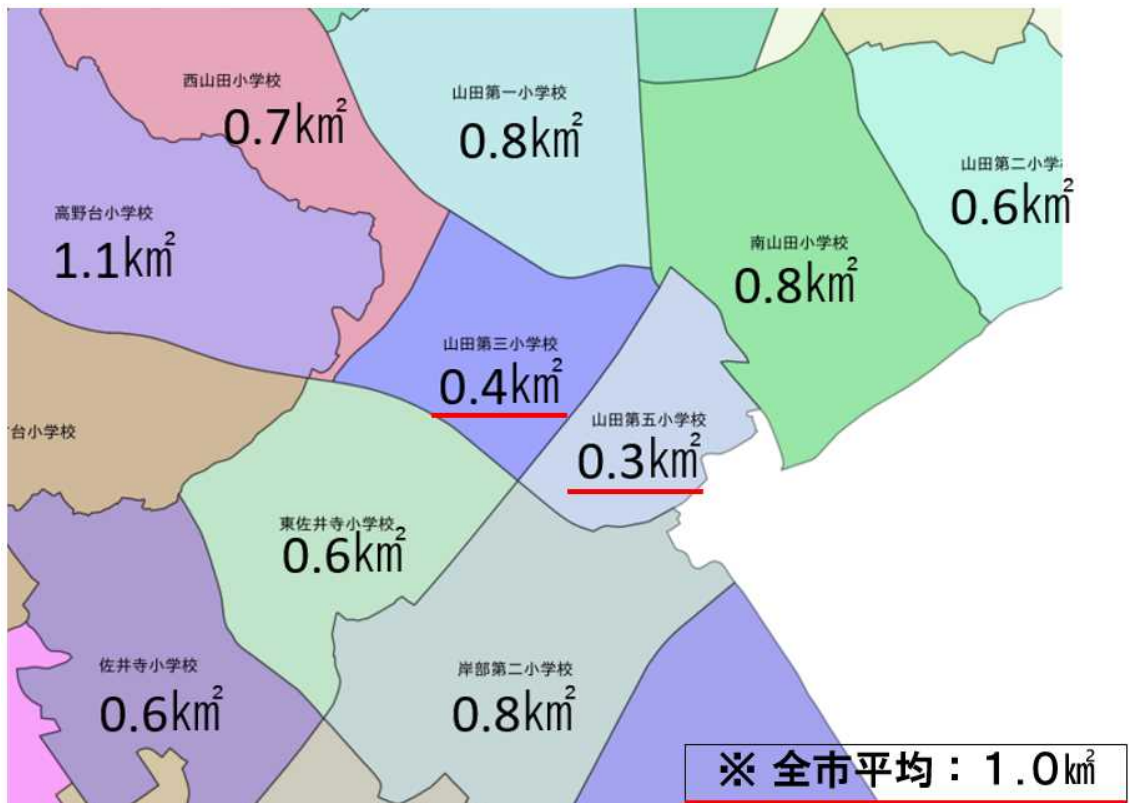 西山田小学校
0.7㎢
山田第一小学校
0.8㎢
山田第二小学
0.6㎢
高野台小学校
1.1㎢
南山田小学校
0.8㎢
山田第三小学校
0.4㎢
山田第五小学校
0.3㎢
台小学校
東佐井寺小学校
0.6㎢
佐井寺小学校
0.6㎢
岸部第二小学校
0.8㎢
※ 全市平均：１.０㎢